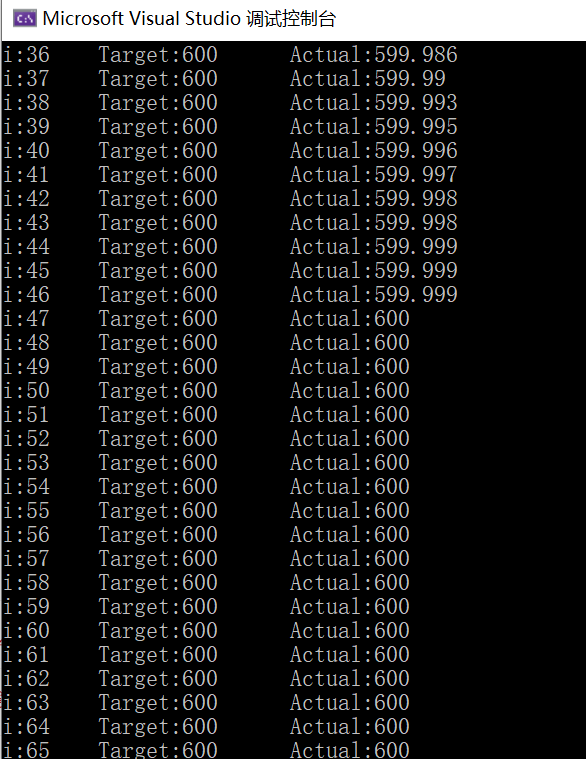 Microsoft Visual Studio 调试控制台
i:36 Target:600 Actual:599.986
i:37 Target:600 Actual:599.99
i:38 Target:600 Actual:599.993
i:39 Target:600 Actual:599.995
i:40 Target:600 Actual:599.996
i:41 Target:600 Actual:599.997
i:42 Target:600 Actual:599.998
i:43 Target:600 Actual:599.998
i:44 Target:600 Actual:599.999
i:45 Target:600 Actual:599.999
i:46 Target:600 Actual:599.999
i:47 Target:600 Actual:600
i:48 Target:600 Actual:600
i:49 Target:600 Actual:600
i:50 Target:600 Actual:600
i:51 Target:600 Actual:600
i:52 Target:600 Actual:600
i:53 Target:600 Actual:600
i:54 Target:600 Actual:600
i:55 Target:600 Actual:600
i:56 Target:600 Actual:600
i:57 Target:600 Actual:600
i:58 Target:600 Actual:600
i:59 Target:600 Actual:600
i:60 Target:600 Actual:600
i:61 Target:600 Actual:600
i:62 Target:600 Actual:600
i:63 Target:600 Actual:600
i:64 Target:600 Actual:600
i:65 Target:600 Actual:600